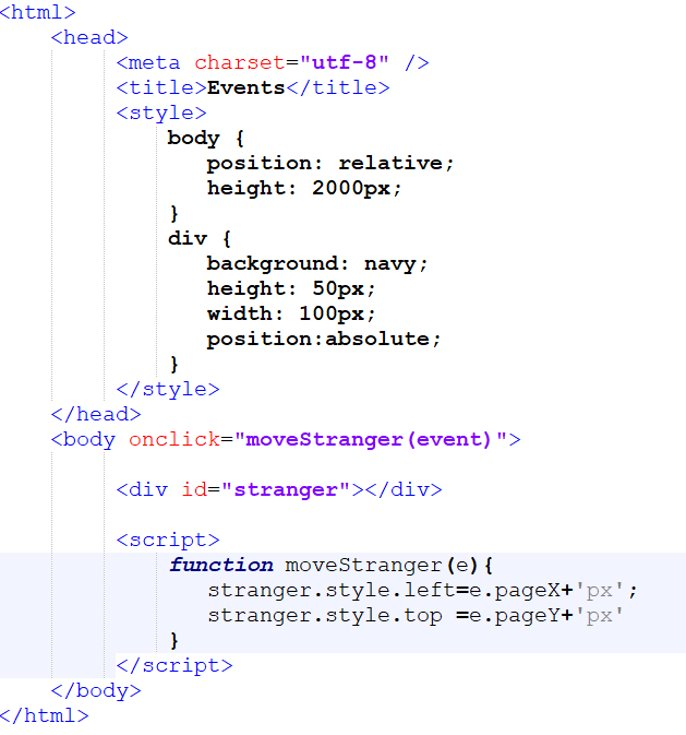 <html>
<head>
<meta charset="utf-8" />
<title>Events</title>
<style>
body {
position: relative;
height: 2000px;
}
div {
background: navy;
height: 50px;
width: 100px;
position:absolute;
}
</style>
</head>
<body onclick="moveStranger(event)">
<div id="stranger"></div>
<script>
function moveStranger(e){
stranger.style.left=e.pageX+'px';
stranger.style.top =e.pageY+'px'
}
</script>
</body>
</html>